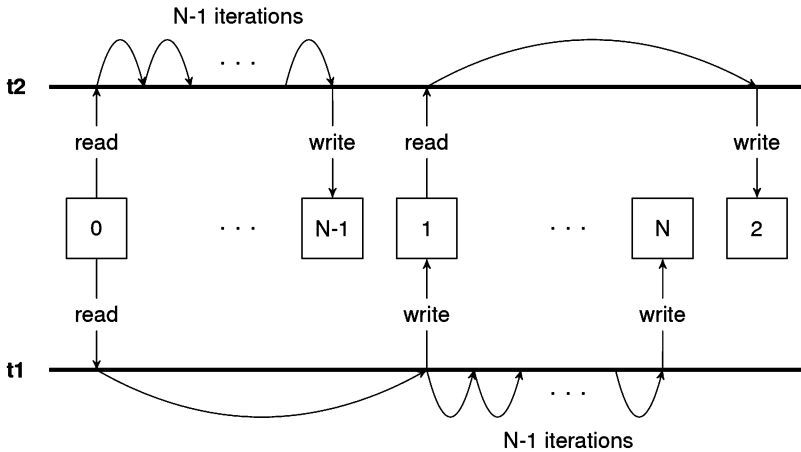 N-1 iterations
. . .
t2
read write read write
0 . . . N-1 1 . . . N 2
read write write
t1
. . .
N-1 iterations